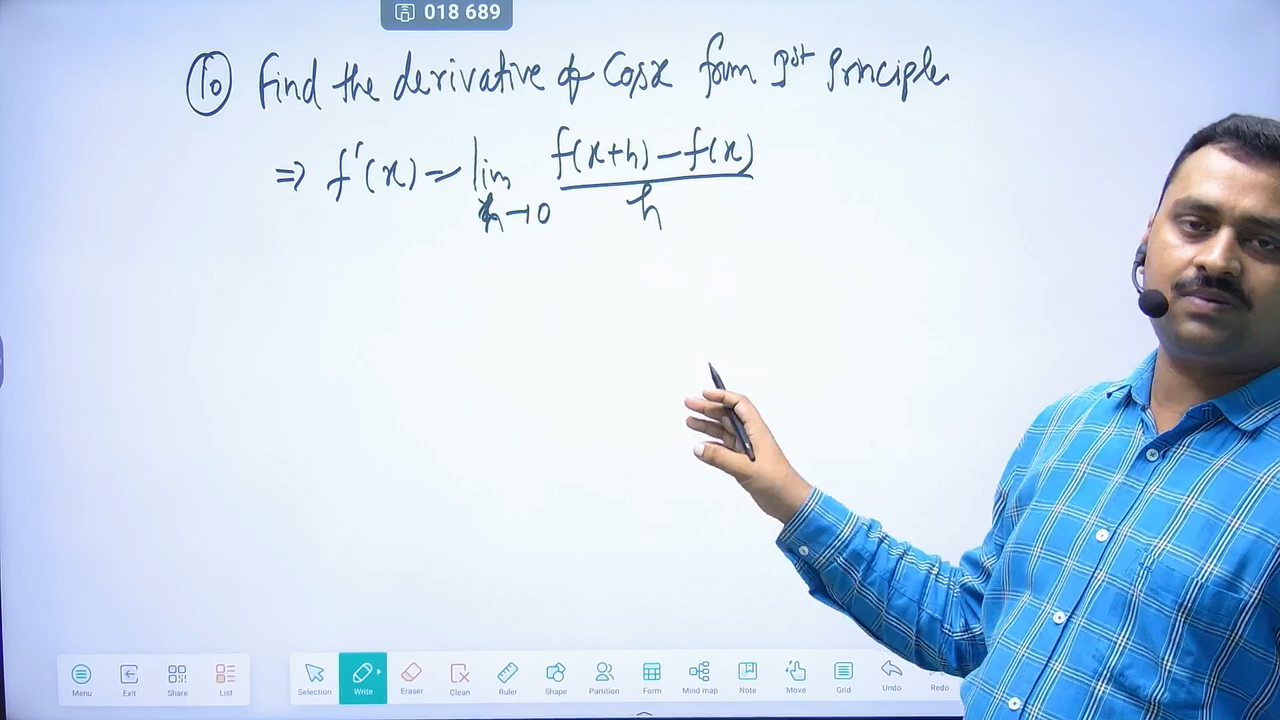 018 689
10 Find the derivative of Cosx form Ist Principle
⇒ f'(x) = lim h→0 f(x+h) - f(x) / h
Menu Exit Share List Selection Write Eraser Clean Ruler Shape Partition Form Mind map Note Move Grid Undo Redo